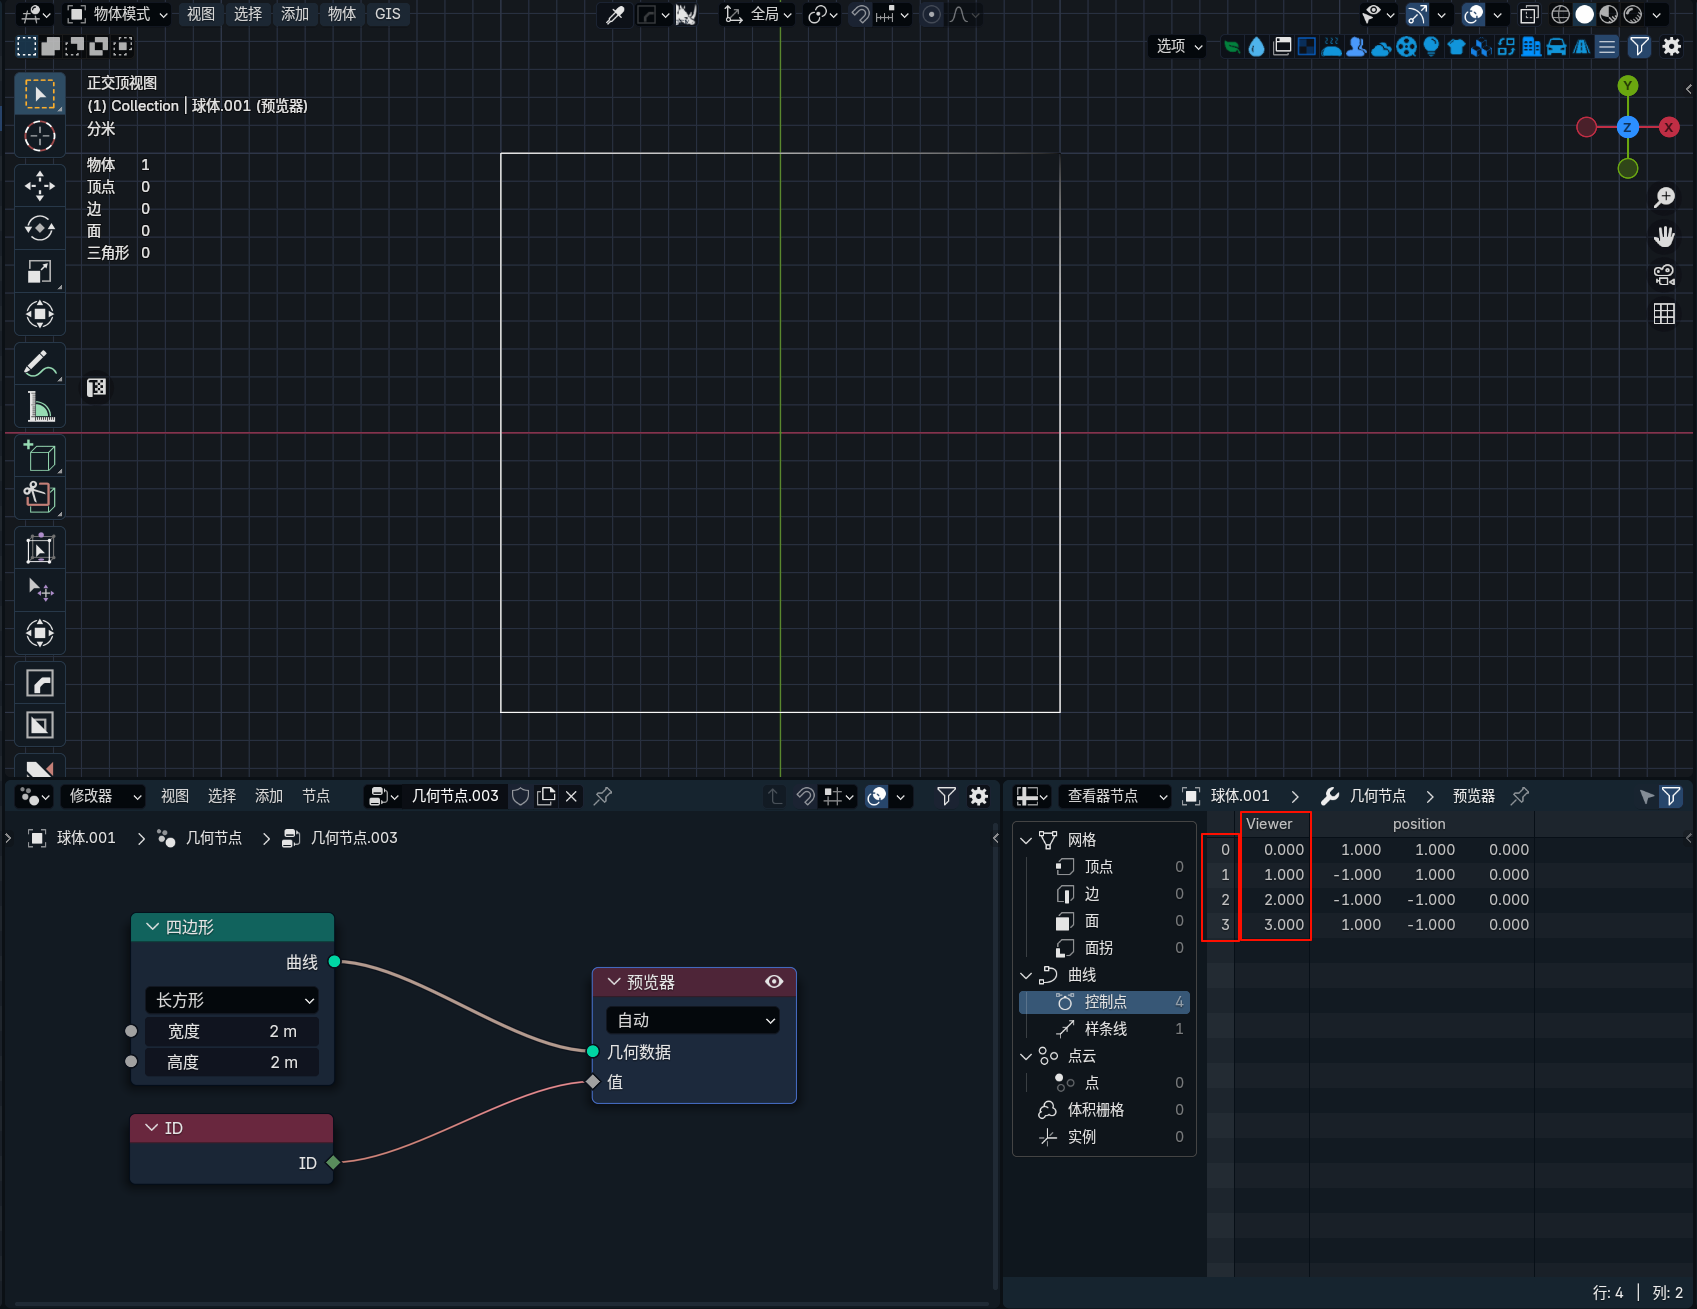 物体模式 视图 选择 添加 物体 GIS 全局
选项
正交顶视图
(1) Collection | 球体.001 (预览器)
分米
物体 1
顶点 0
边 0
面 0
三角形 0
Y
Z X
修改器 视图 选择 添加 节点 几何节点.003
球体.001 几何节点 几何节点.003
四边形
曲线
长方形
宽度 2 m
高度 2 m
ID
ID
预览器
自动
几何数据
值
查看器节点 球体.001 几何节点 预览器
网格
顶点 0
边 0
面 0
面拐 0
曲线
控制点 4
样条线 1
点云
点 0
体积栅格 0
实例 0
Viewer position
0 0.000 1.000 1.000 0.000
1 1.000 -1.000 1.000 0.000
2 2.000 -1.000 -1.000 0.000
3 3.000 1.000 -1.000 0.000
行: 4 | 列: 2